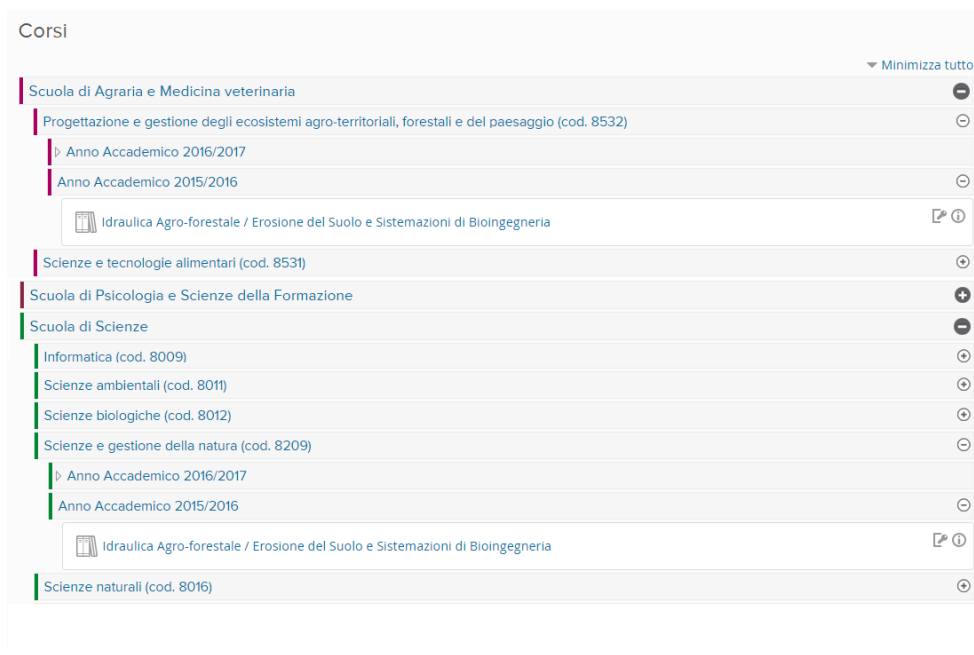 Corsi
Minimizza tutto
Scuola di Agraria e Medicina veterinaria
Progettazione e gestione degli ecosistemi agro-territoriali, forestali e del paesaggio (cod. 8532)
Anno Accademico 2016/2017
Anno Accademico 2015/2016
Idraulica Agro-forestale / Erosione del Suolo e Sistemazioni di Bioingegneria
Scienze e tecnologie alimentari (cod. 8531)
Scuola di Psicologia e Scienze della Formazione
Scuola di Scienze
Informatica (cod. 8009)
Scienze ambientali (cod. 8011)
Scienze biologiche (cod. 8012)
Scienze e gestione della natura (cod. 8209)
Anno Accademico 2016/2017
Anno Accademico 2015/2016
Idraulica Agro-forestale / Erosione del Suolo e Sistemazioni di Bioingegneria
Scienze naturali (cod. 8016)